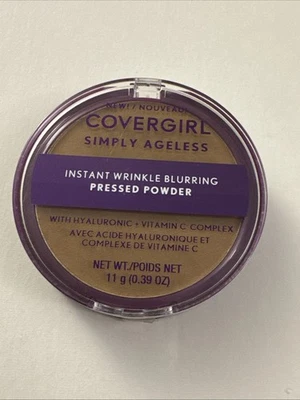 NEW! / NOUVEAU!
COVERGIRL
SIMPLY AGELESS
INSTANT WRINKLE BLURRING
PRESSED POWDER
WITH HYALURONIC + VITAMIN C COMPLEX
AVEC ACIDE HYALURONIQUE ET
COMPLEXE DE VITAMINE C
NET WT./POIDS NET
11 g (0.39 OZ)